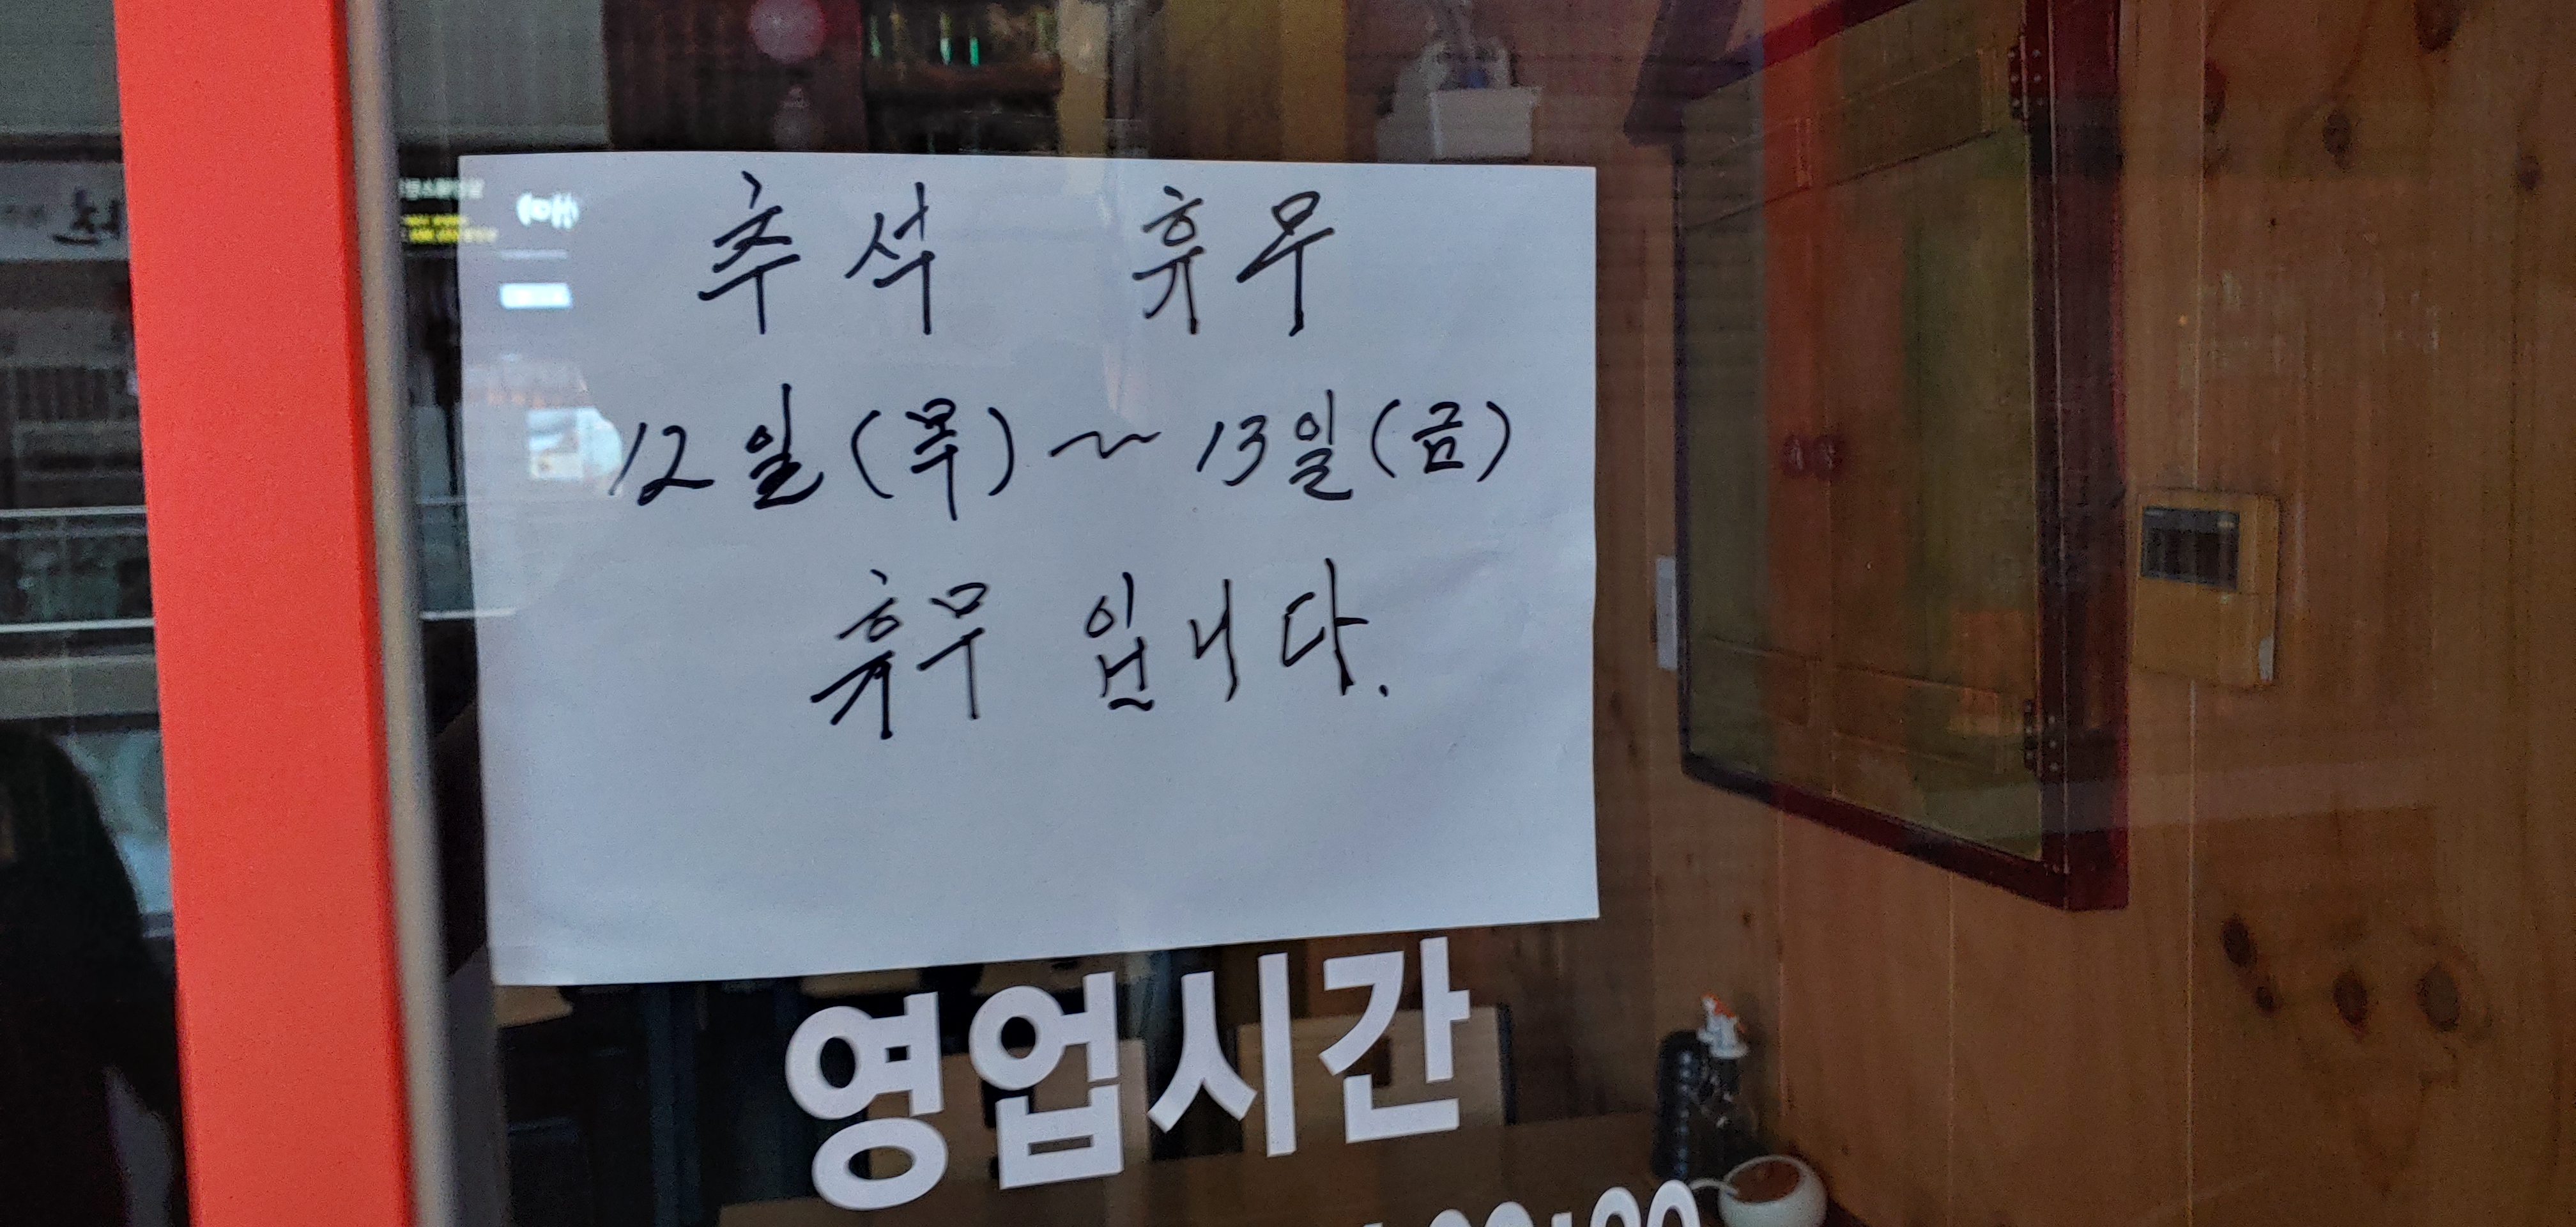 추석 휴무
12일(목) ~ 13일(금)
휴무 입니다.
영업시간